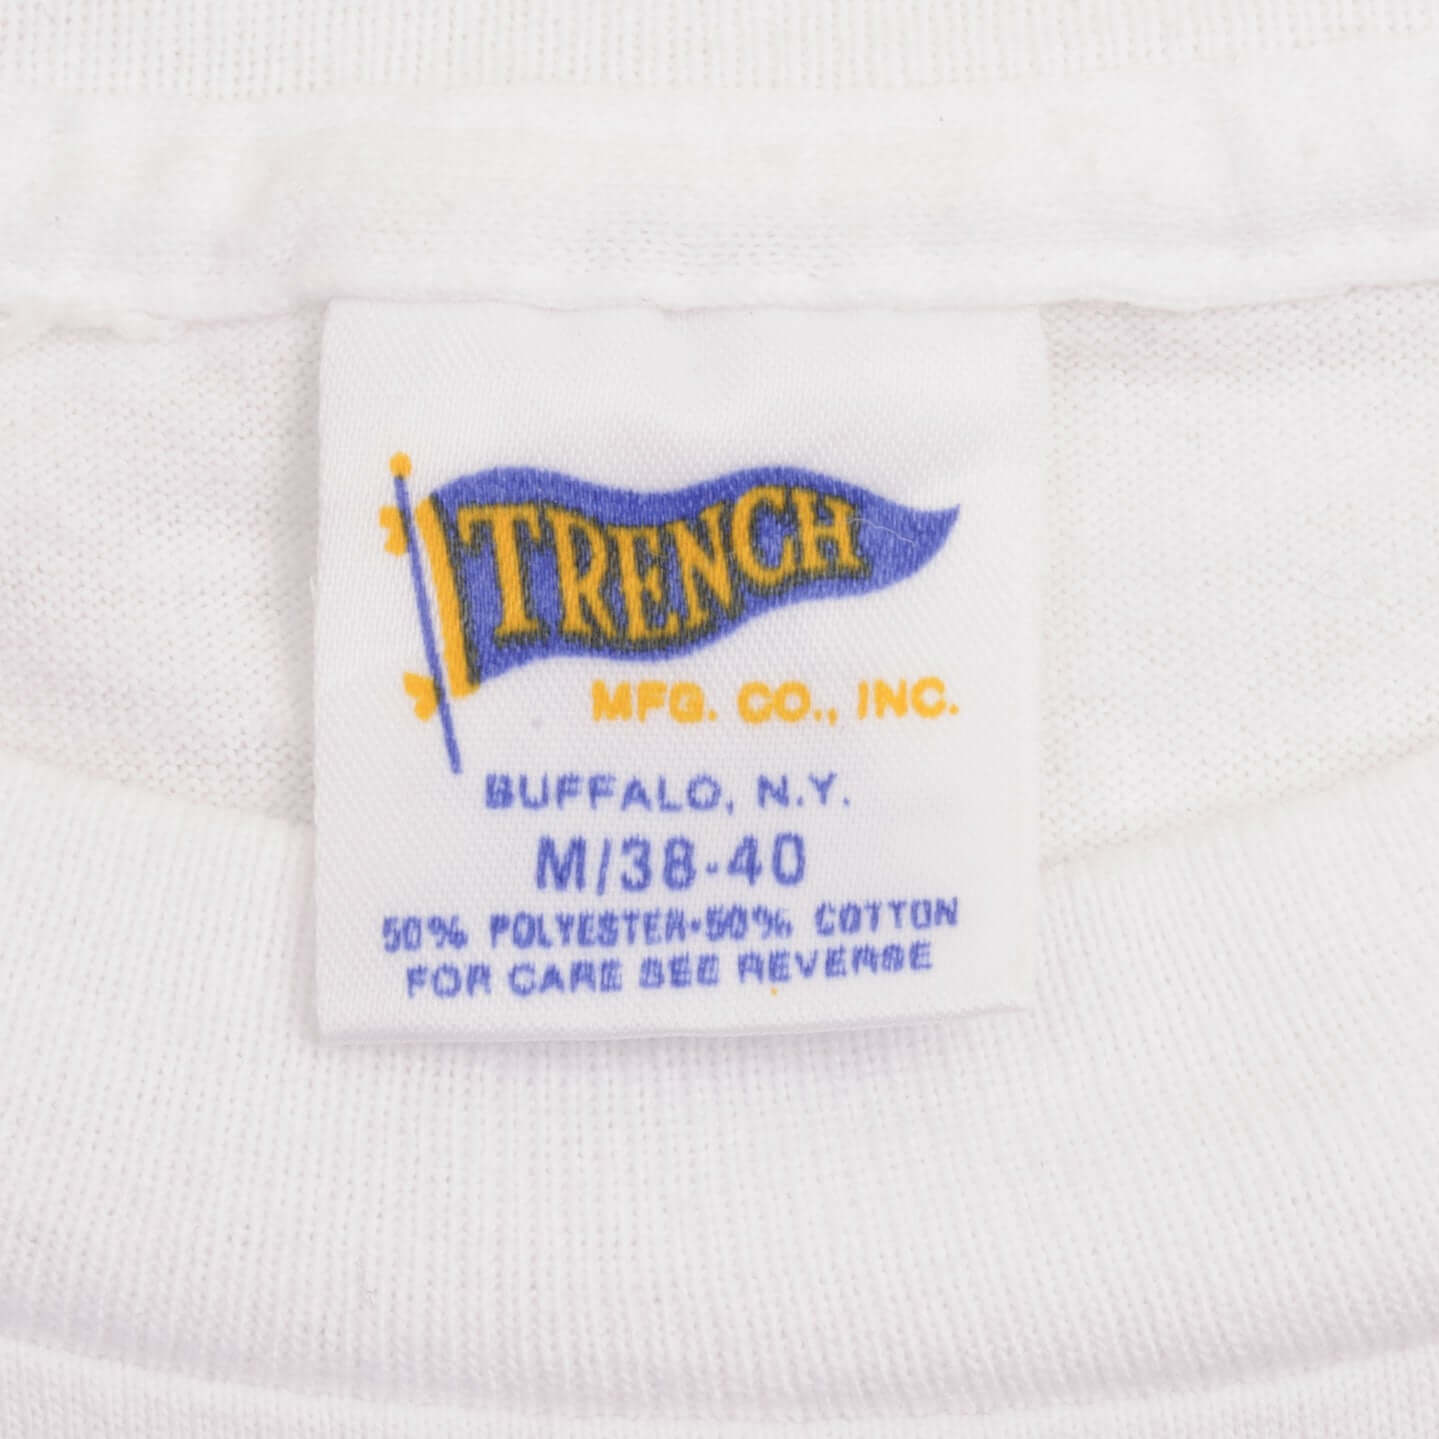 TRENCH
MFG. CO., INC.
BUFFALO, N.Y.
M/38-40
50% POLYESTER·50% COTTON
FOR CARE SEE REVERSE